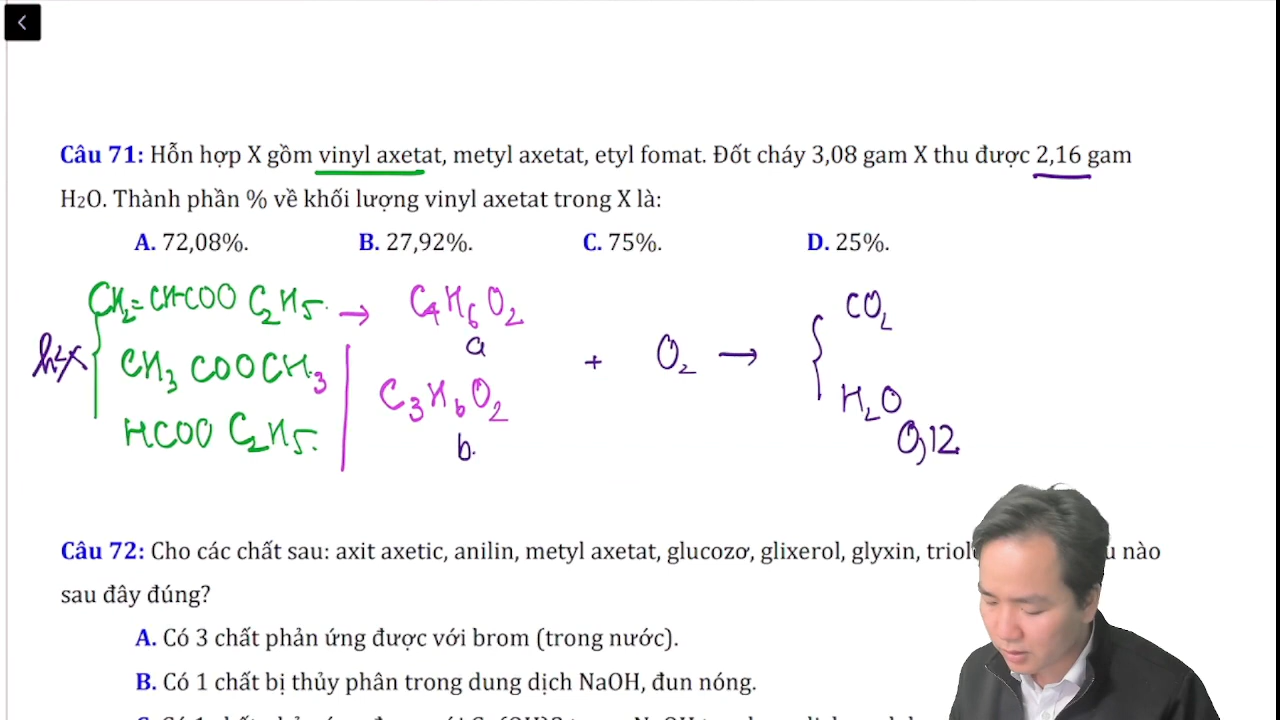 Câu 71: Hỗn hợp X gồm vinyl axetat, metyl axetat, etyl fomat. Đốt cháy 3,08 gam X thu được 2,16 gam
H₂O. Thành phần % về khối lượng vinyl axetat trong X là:
A. 72,08%. B. 27,92%. C. 75%. D. 25%.
CH₂=CH-COO C₂H₅. → C₄H₆O₂
a
CH₃ COOCH₃
HCOO C₂H₅.
C₃H₆O₂
b.
+ O₂ →
CO₂
H₂O
0,12
Câu 72: Cho các chất sau: axit axetic, anilin, metyl axetat, glucozơ, glixerol, glyxin, nào
sau đây đúng?
A. Có 3 chất phản ứng được với brom (trong nước).
B. Có 1 chất bị thủy phân trong dung dịch NaOH, đun nóng.